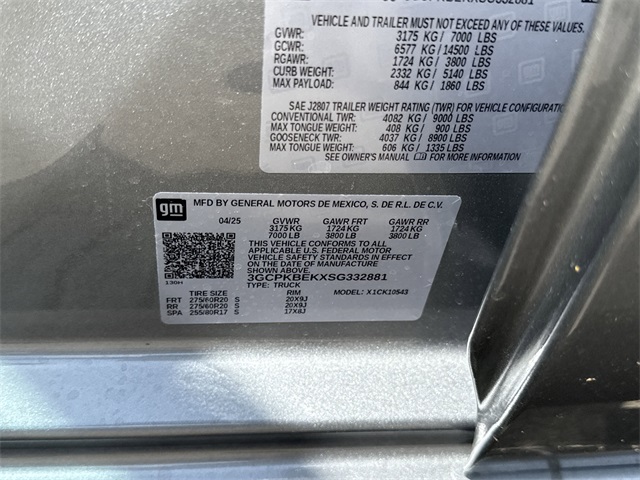 VEHICLE AND TRAILER MUST NOT EXCEED ANY OF THESE WEIGHTS
GVWR: 3175 KG/ 7000 LBS
GCWR: 6577 KG/ 14500 LBS
RGAWR: 1724 KG/ 3800 LBS
CURB WEIGHT: 2332 KG/ 5140 LBS
MAX PAYLOAD: 844 KG/ 1860 LBS
SAE J2807 TRAILER WEIGHT RATING (TWR) FOR VEHICLE CONFIGURATION
CONVENTIONAL TWR: 4082 KG/ 9000 LBS
MAX TONGUE WEIGHT: 408 KG/ 900 LBS
GOOSENECK TWR: 4037 KG/ 8900 LBS
MAX TONGUE WEIGHT: 606 KG/ 1335 LBS
SEE OWNER'S MANUAL FOR MORE INFORMATION
gm MFD BY GENERAL MOTORS DE MEXICO, S. DE R.L. DE C.V.
04/25 GVWR GAWR FRT GAWR RR
3175 KG 1724 KG 1724 KG
7000 LB 3800 LB 3800 LB
THIS VEHICLE CONFORMS TO ALL
APPLICABLE U.S. FEDERAL MOTOR
VEHICLE SAFETY STANDARDS IN EFFECT
ON THE DATE OF MANUFACTURE
SHOWN ABOVE
3GCPKBEKXSG332881
130H TYPE: TRUCK
TIRE SIZE RIM MODEL: X1CK10543
FRT 275/60R20 S 20X9J
RR 275/60R20 S 20X9J
SPA 255/80R17 S 17X8J